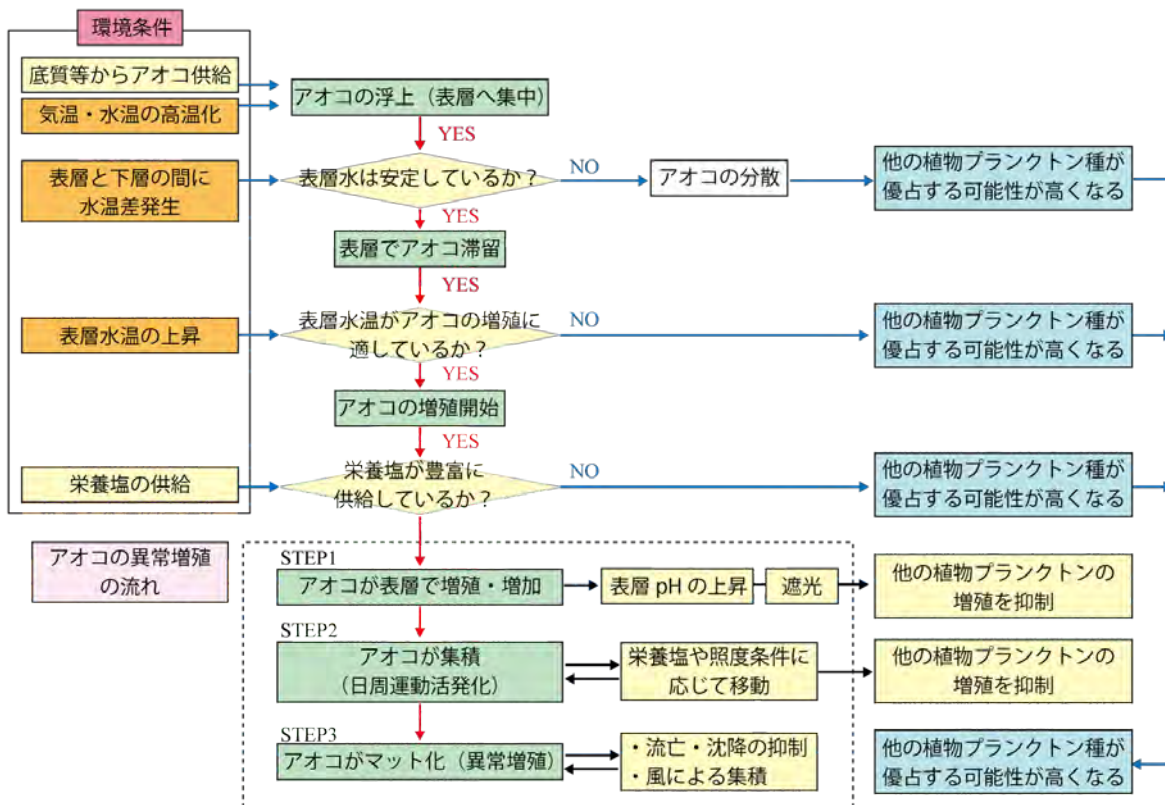 環境条件
底質等からアオコ供給
気温・水温の高温化
アオコの浮上（表層へ集中）
YES
表層と下層の間に
水温差発生
表層水は安定しているか？
NO
アオコの分散
他の植物プランクトン種が
優占する可能性が高くなる
YES
表層でアオコ滞留
YES
表層水温の上昇
表層水温がアオコの増殖に
適しているか？
NO
他の植物プランクトン種が
優占する可能性が高くなる
YES
アオコの増殖開始
YES
栄養塩の供給
栄養塩が豊富に
供給しているか？
NO
他の植物プランクトン種が
優占する可能性が高くなる
アオコの異常増殖
の流れ
STEP1
アオコが表層で増殖・増加
表層 pH の上昇
遮光
他の植物プランクトンの
増殖を抑制
STEP2
アオコが集積
（日周運動活発化）
栄養塩や照度条件に
応じて移動
他の植物プランクトンの
増殖を抑制
STEP3
アオコがマット化（異常増殖）
・流亡・沈降の抑制
・風による集積
他の植物プランクトン種が
優占する可能性が高くなる